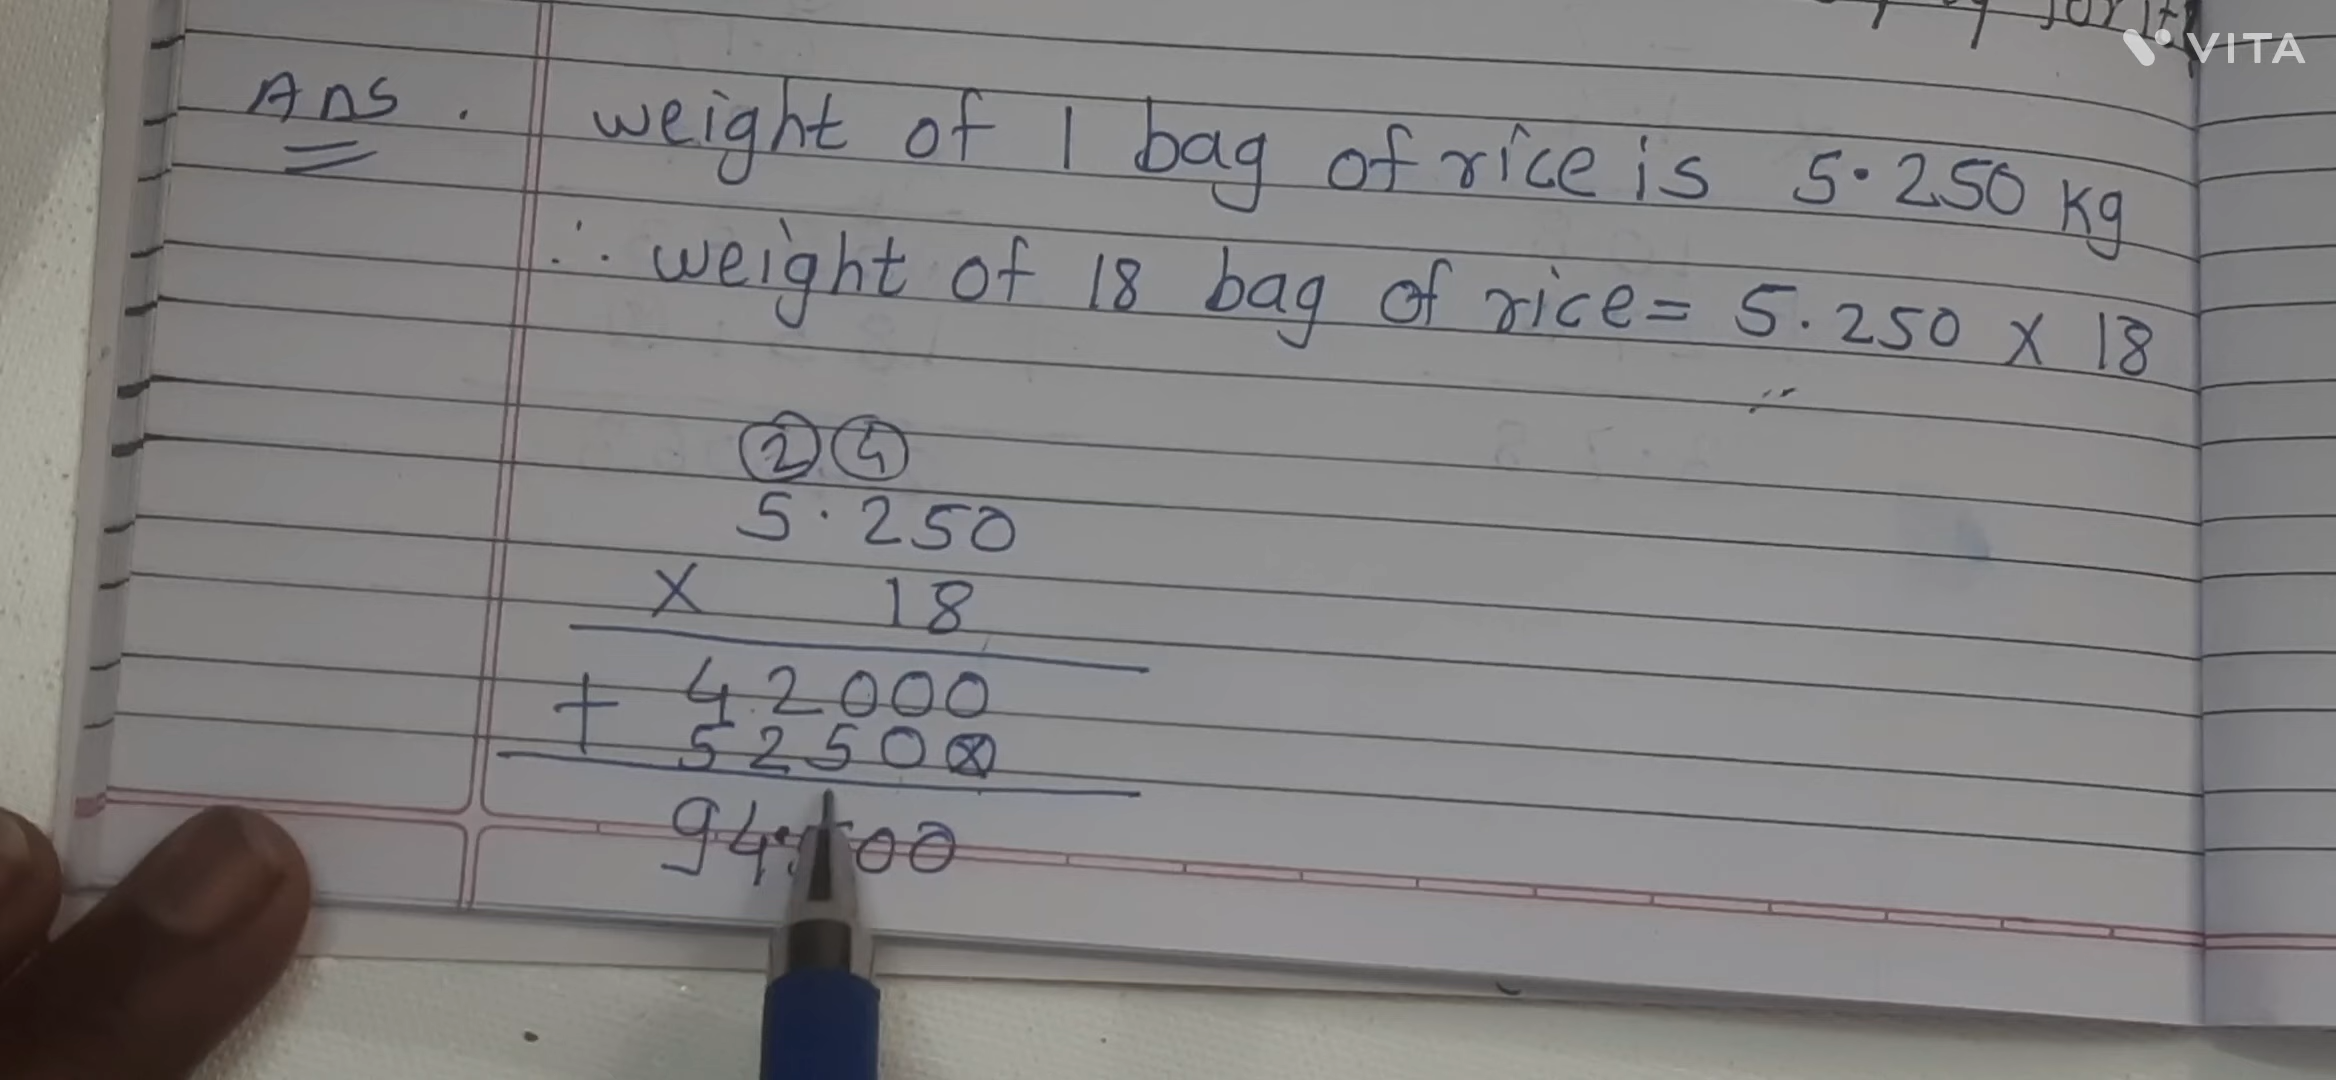 VITA
Ans. weight of 1 bag of rice is 5.250 kg
∴ weight of 18 bag of rice = 5.250 x 18
2 4
5.250
x 18
42000
+ 5250x
94.500